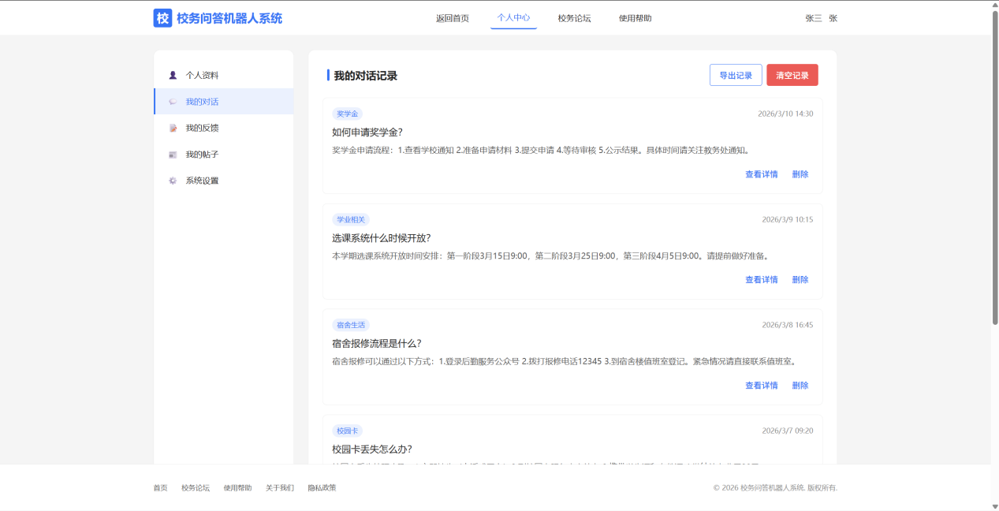 校 校务问答机器人系统
返回首页 个人中心 校务论坛 使用帮助
张三 张
个人资料
我的对话
我的反馈
我的帖子
系统设置
我的对话记录
导出记录 清空记录
奖学金 2026/3/10 14:30
如何申请奖学金?
奖学金申请流程：1.查看学校通知 2.准备申请材料 3.提交申请 4.等待审核 5.公示结果。具体时间请关注教务处通知。
查看详情 删除
学业相关 2026/3/9 10:15
选课系统什么时候开放?
本学期选课系统开放时间安排：第一阶段3月15日9:00，第二阶段3月25日9:00，第三阶段4月5日9:00。请提前做好准备。
查看详情 删除
宿舍生活 2026/3/8 16:45
宿舍报修流程是什么?
宿舍报修可以通过以下方式：1.登录后勤服务公众号 2.拨打报修电话12345 3.到宿舍楼值班室登记。紧急情况请直接联系值班室。
查看详情 删除
校园卡 2026/3/7 09:20
校园卡丢失怎么办?
首页 校务论坛 使用帮助 关于我们 隐私政策
© 2026 校务问答机器人系统. 版权所有.